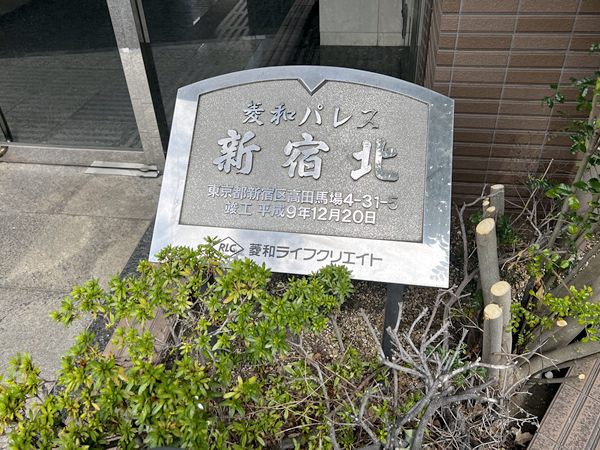 菱和パレス
新宿北
東京都新宿区高田馬場4-31-5
竣工 平成9年12月20日
RLC 菱和ライフクリエイト